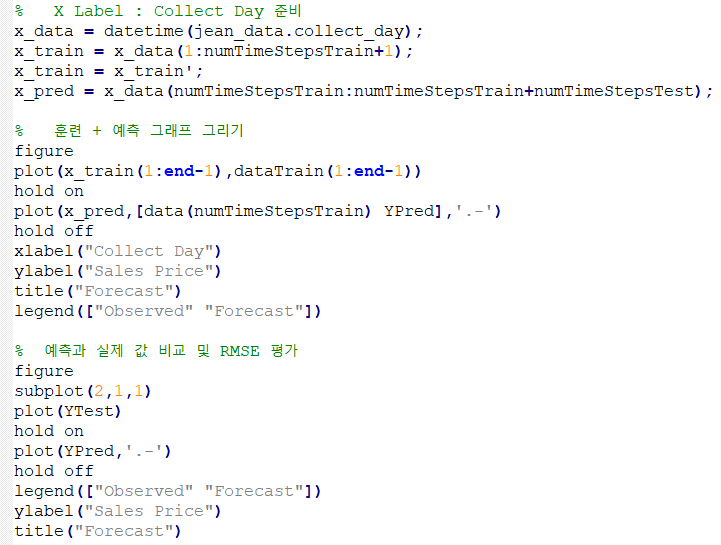 %   X Label : Collect Day 준비
x_data = datetime(jean_data.collect_day);
x_train = x_data(1:numTimeStepsTrain+1);
x_train = x_train';
x_pred = x_data(numTimeStepsTrain:numTimeStepsTrain+numTimeStepsTest);
%   훈련 + 예측 그래프 그리기
figure
plot(x_train(1:end-1),dataTrain(1:end-1))
hold on
plot(x_pred,[data(numTimeStepsTrain) YPred],'.-')
hold off
xlabel("Collect Day")
ylabel("Sales Price")
title("Forecast")
legend(["Observed" "Forecast"])
%  예측과 실제 값 비교 및 RMSE 평가
figure
subplot(2,1,1)
plot(YTest)
hold on
plot(YPred,'.-')
hold off
legend(["Observed" "Forecast"])
ylabel("Sales Price")
title("Forecast")